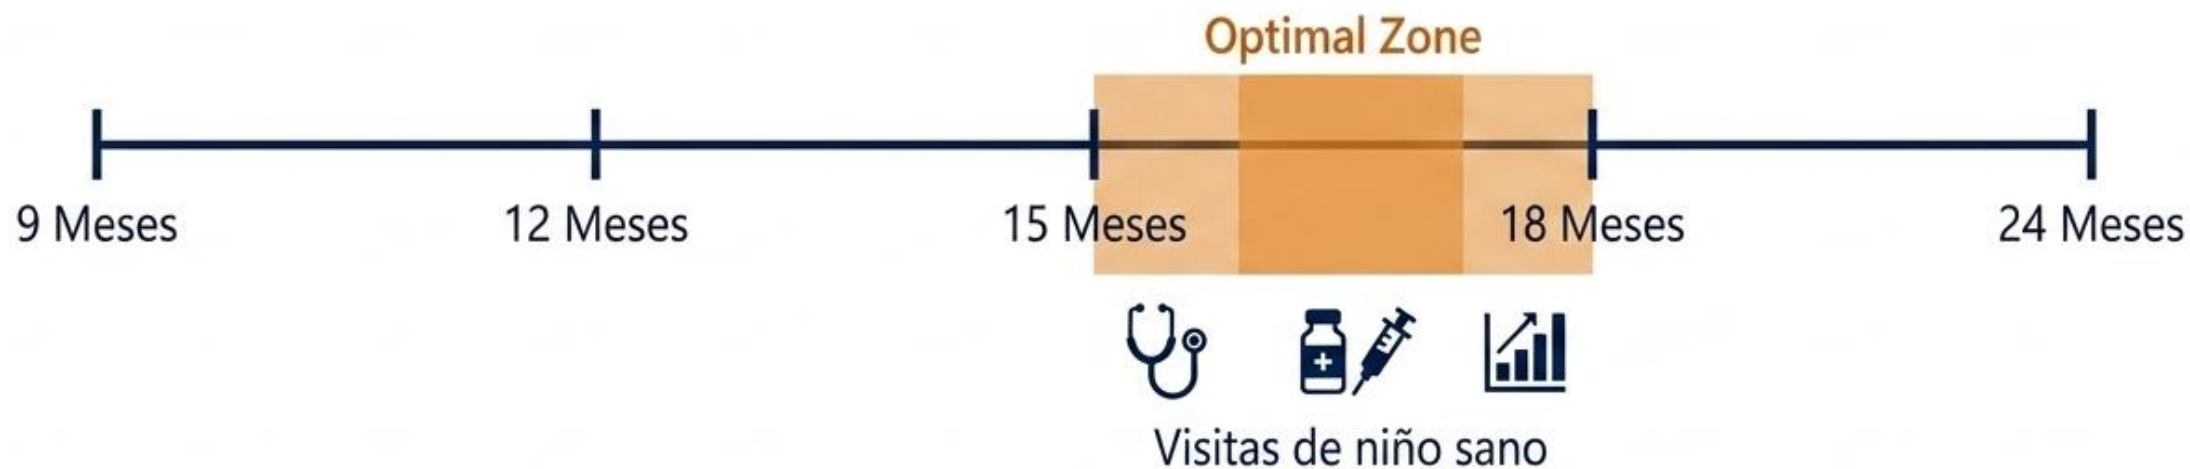 Optimal Zone
9 Meses
12 Meses
15 Meses
18 Meses
24 Meses
Visitas de niño sano